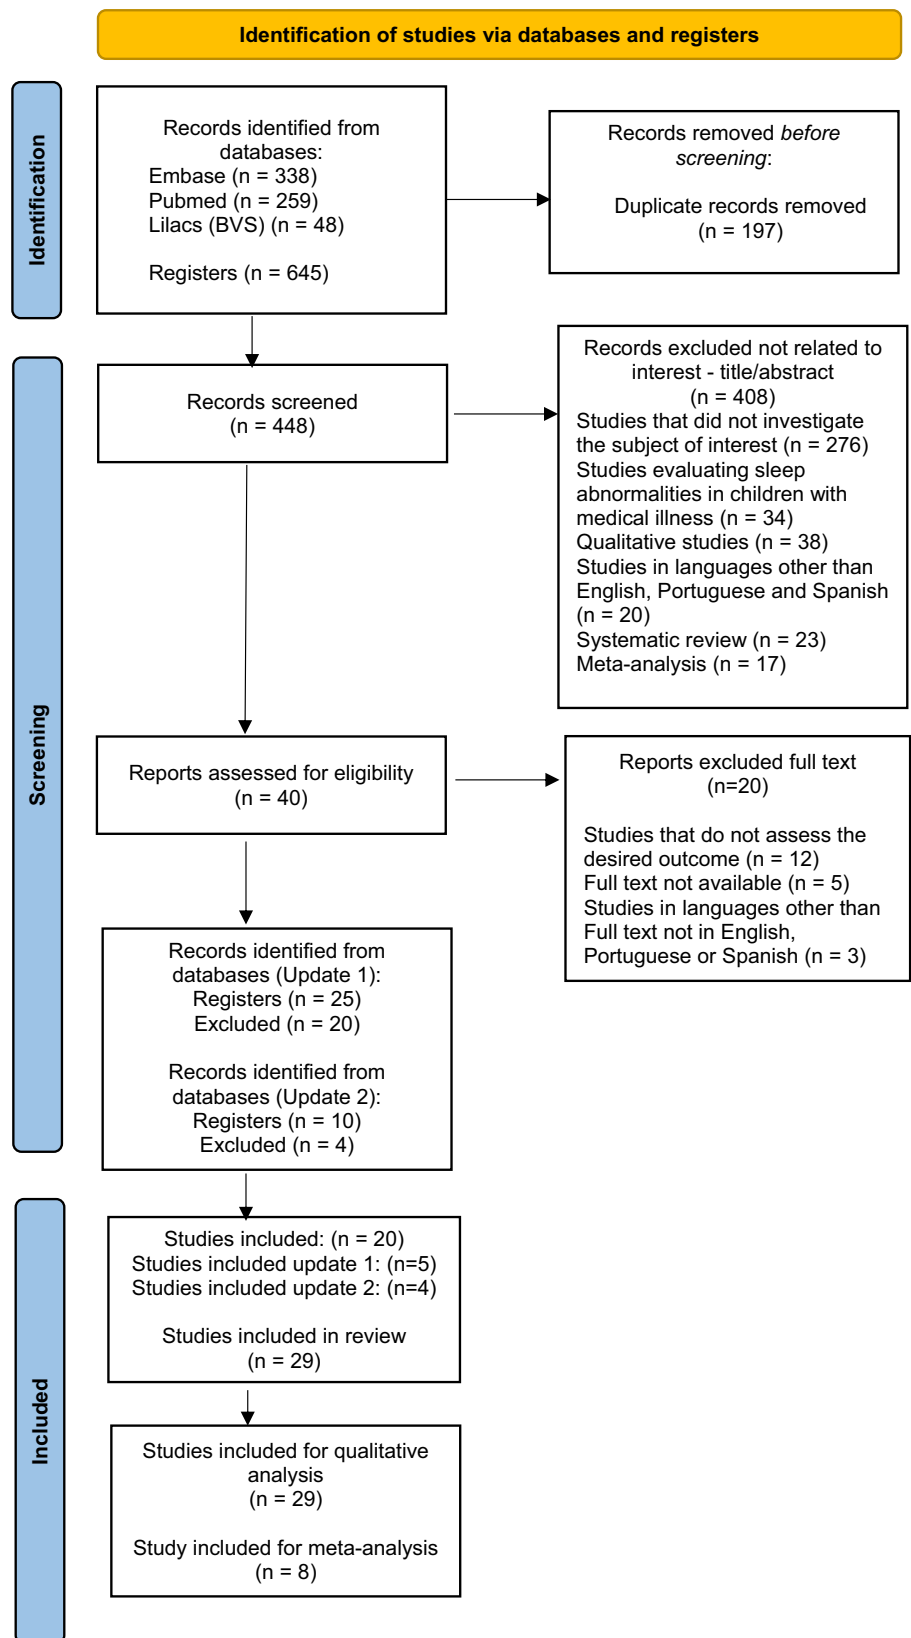 Identification of studies via databases and registers
Identification
Records identified from
databases:
Embase (n = 338)
Pubmed (n = 259)
Lilacs (BVS) (n = 48)
Registers (n = 645)
Records removed before
screening:
Duplicate records removed
(n = 197)
Screening
Records screened
(n = 448)
Records excluded not related to
interest - title/abstract
(n = 408)
Studies that did not investigate
the subject of interest (n = 276)
Studies evaluating sleep
abnormalities in children with
medical illness (n = 34)
Qualitative studies (n = 38)
Studies in languages other than
English, Portuguese and Spanish
(n = 20)
Systematic review (n = 23)
Meta-analysis (n = 17)
Reports assessed for eligibility
(n = 40)
Reports excluded full text
(n=20)
Studies that do not assess the
desired outcome (n = 12)
Full text not available (n = 5)
Studies in languages other than
Full text not in English,
Portuguese or Spanish (n = 3)
Records identified from
databases (Update 1):
Registers (n = 25)
Excluded (n = 20)
Records identified from
databases (Update 2):
Registers (n = 10)
Excluded (n = 4)
Included
Studies included: (n = 20)
Studies included update 1: (n=5)
Studies included update 2: (n=4)
Studies included in review
(n = 29)
Studies included for qualitative
analysis
(n = 29)
Study included for meta-analysis
(n = 8)